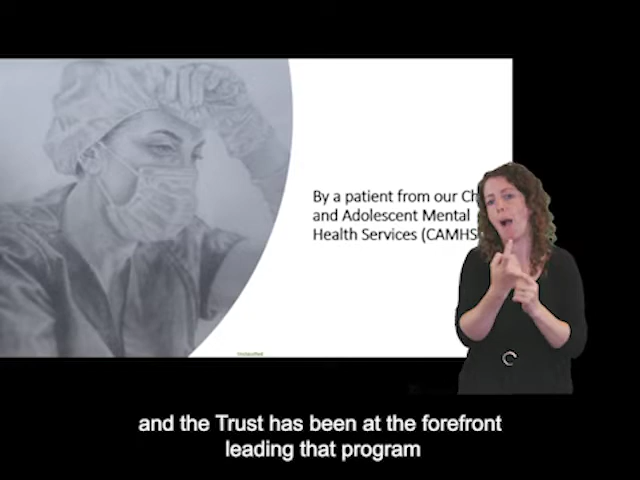 By a patient from our Ch
and Adolescent Mental
Health Services (CAMHS
Unclassified
and the Trust has been at the forefront
leading that program